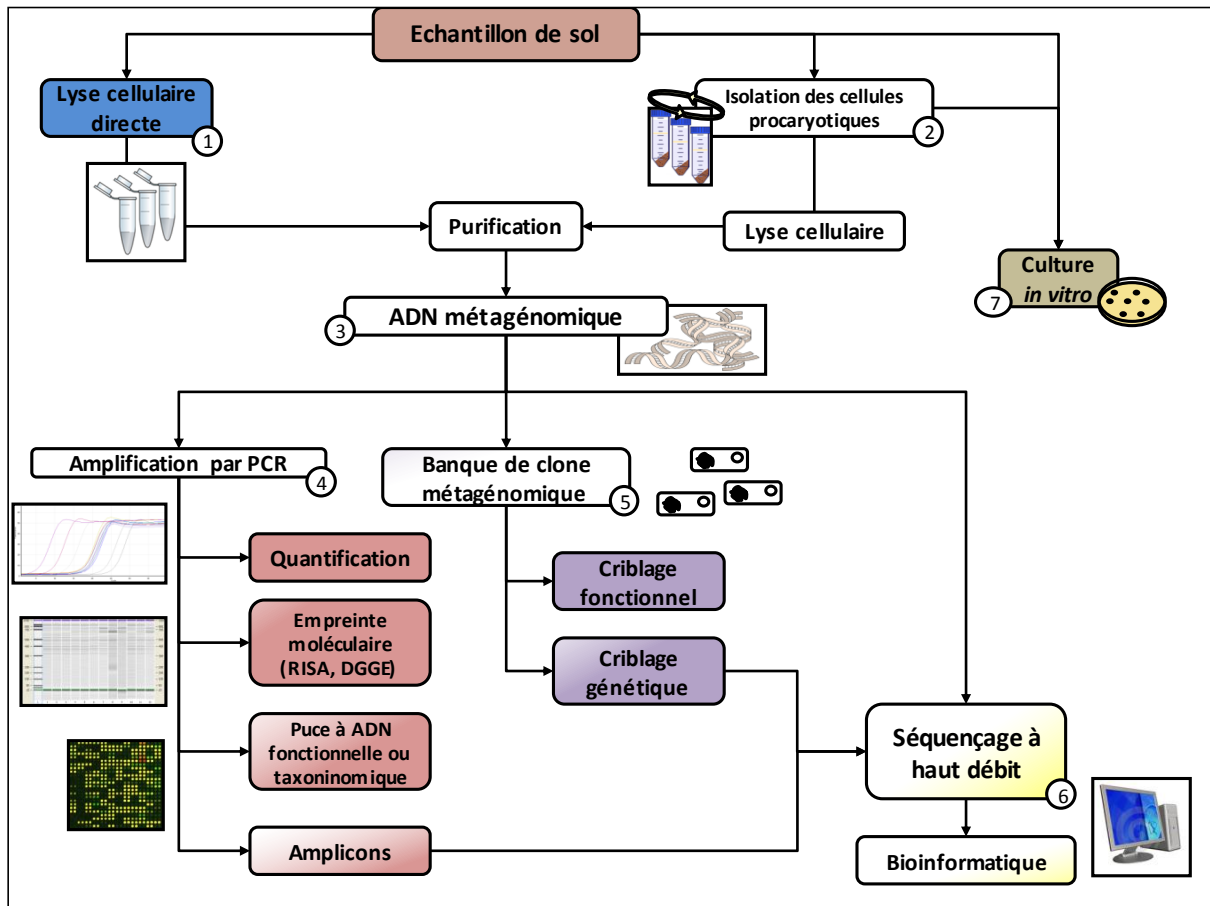 Echantillon de sol
Lyse cellulaire
directe
1
Isolation des cellules
procaryotiques
2
Purification
Lyse cellulaire
Culture
in vitro
7
ADN métagénomique
3
Amplification par PCR
4
Banque de clone
métagénomique
5
Quantification
Criblage
fonctionnel
Empreinte
moléculaire
(RISA, DGGE)
Criblage
génétique
Puce à ADN
fonctionnelle ou
taxoninomique
Séquençage à
haut débit
6
Amplicons
Bioinformatique